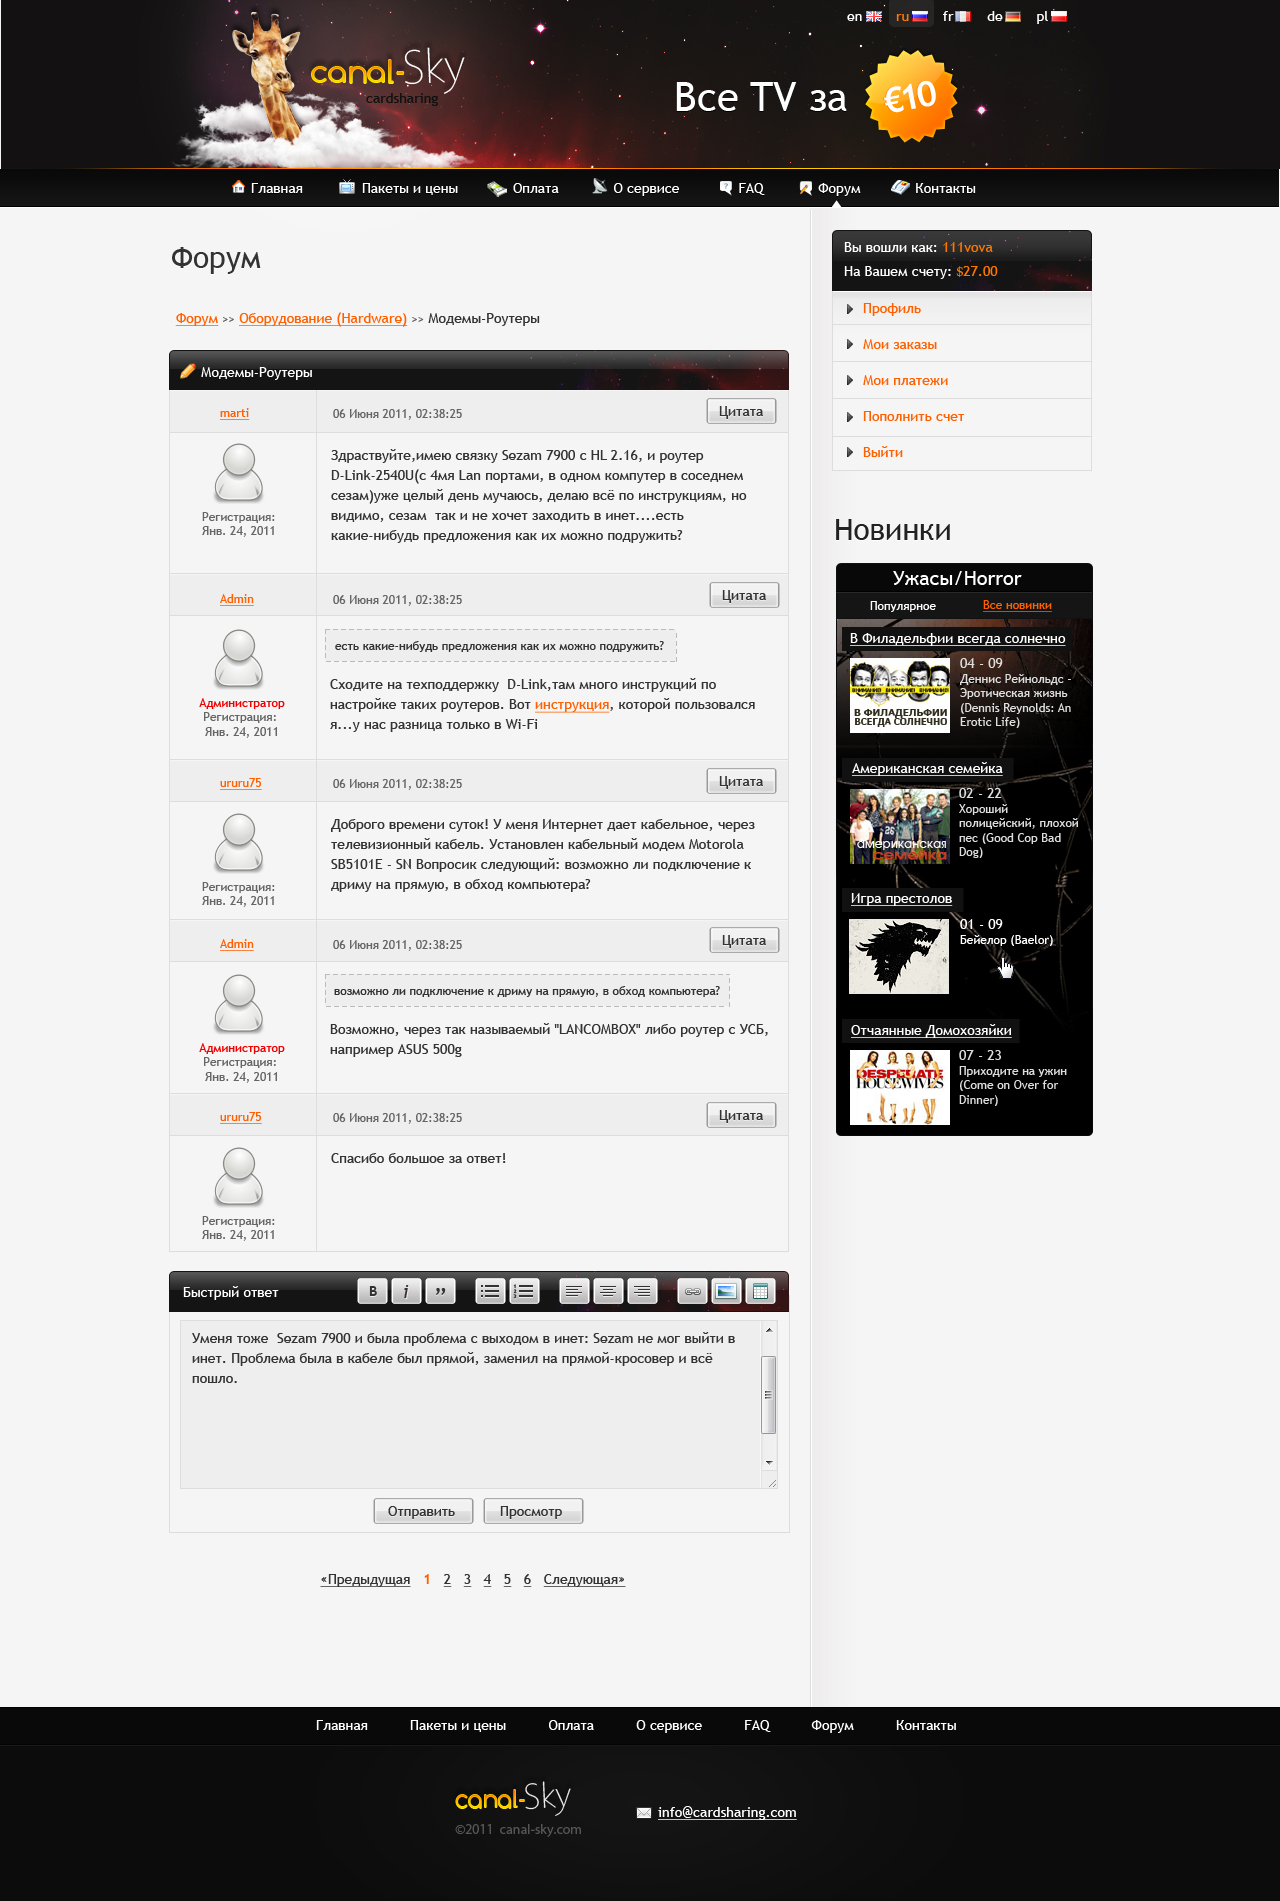 en ru fr de pl
canal-Sky
cardsharing
Все TV за €10
Главная Пакеты и цены Оплата О сервисе FAQ Форум Контакты
Форум
Форум >> Оборудование (Hardware) >> Модемы-Роутеры
Модемы-Роутеры
marti
06 Июня 2011, 02:38:25
Цитата
Регистрация:
Янв. 24, 2011
Здраствуйте,имею связку Sezam 7900 с HL 2.16, и роутер
D-Link-2540U(с 4мя Lan портами, в одном компутер в соседнем
сезам)уже целый день мучаюсь, делаю всё по инструкциям, но
видимо, сезам так и не хочет заходить в инет....есть
какие-нибудь предложения как их можно подружить?
Admin
06 Июня 2011, 02:38:25
Цитата
Администратор
Регистрация:
Янв. 24, 2011
есть какие-нибудь предложения как их можно подружить?
Сходите на техподдержку D-Link,там много инструкций по
настройке таких роутеров. Вот инструкция, которой пользовался
я...у нас разница только в Wi-Fi
ururu75
06 Июня 2011, 02:38:25
Цитата
Регистрация:
Янв. 24, 2011
Доброго времени суток! У меня Интернет дает кабельное, через
телевизионный кабель. Установлен кабельный модем Motorola
SB5101E - SN Вопросик следующий: возможно ли подключение к
дриму на прямую, в обход компьютера?
Admin
06 Июня 2011, 02:38:25
Цитата
Администратор
Регистрация:
Янв. 24, 2011
возможно ли подключение к дриму на прямую, в обход компьютера?
Возможно, через так называемый "LANCOMBOX" либо роутер с УСБ,
например ASUS 500g
ururu75
06 Июня 2011, 02:38:25
Цитата
Регистрация:
Янв. 24, 2011
Спасибо большое за ответ!
Быстрый ответ
B i ”
Уменя тоже Sezam 7900 и была проблема с выходом в инет: Sezam не мог выйти в
инет. Проблема была в кабеле был прямой, заменил на прямой-кросовер и всё
пошло.
Отправить Просмотр
«Предыдущая 1 2 3 4 5 6 Следующая»
Вы вошли как: 111vova
На Вашем счету: $27.00
Профиль
Мои заказы
Мои платежи
Пополнить счет
Выйти
Новинки
Ужасы/Horror
Популярное Все новинки
В Филадельфии всегда солнечно
ВНИМАНИЕ! ВНИМАНИЕ! ВНИМАНИЕ!
В ФИЛАДЕЛЬФИИ
ВСЕГДА СОЛНЕЧНО
04 - 09
Деннис Рейнольдс -
Эротическая жизнь
(Dennis Reynolds: An
Erotic Life)
Американская семейка
американская
семейка
02 - 22
Хороший
полицейский, плохой
пес (Good Cop Bad
Dog)
Игра престолов
01 - 09
Бейелор (Baelor)
Отчаянные Домохозяйки
DESPERATE
HOUSEWIVES
07 - 23
Приходите на ужин
(Come on Over for
Dinner)
Главная Пакеты и цены Оплата О сервисе FAQ Форум Контакты
canal-Sky
©2011 canal-sky.com
info@cardsharing.com